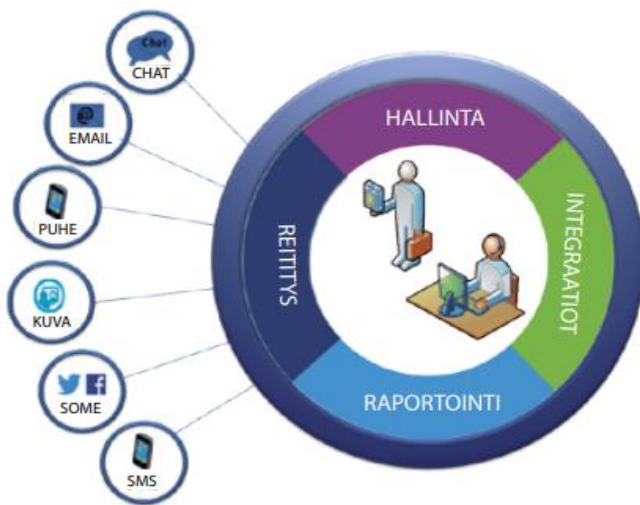 Chat
CHAT
EMAIL
PUHE
KUVA
SOME
SMS
HALLINTA
REITITYS
INTEGRAATIOT
RAPORTOINTI